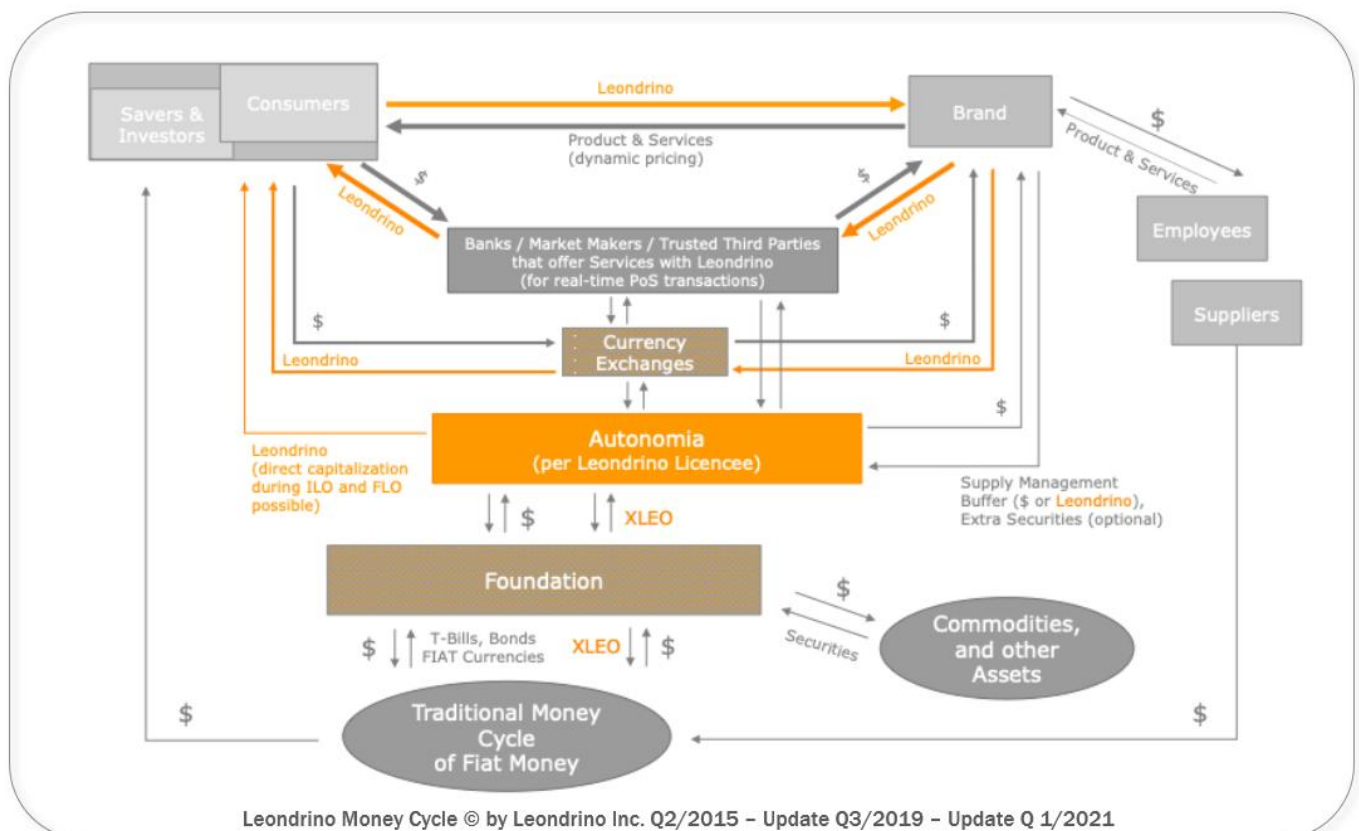 Savers &
Investors
Consumers
Leondrino
Product & Services
(dynamic pricing)
Brand
$
Product & Services
Employees
Suppliers
$
Leondrino
$
Leondrino
Banks / Market Makers / Trusted Third Parties
that offer Services with Leondrino
(for real-time PoS transactions)
$
Leondrino
Currency
Exchanges
$
Leondrino
Leondrino
(direct capitalization
during ILO and FLO
possible)
Autonomia
(per Leondrino Licencee)
$
Supply Management
Buffer ($ or Leondrino),
Extra Securities (optional)
$
XLEO
Foundation
$
Securities
Commodities,
and other
Assets
$
T-Bills, Bonds
FIAT Currencies
XLEO
$
$
Traditional Money
Cycle
of Fiat Money
$
Leondrino Money Cycle © by Leondrino Inc. Q2/2015 – Update Q3/2019 – Update Q 1/2021